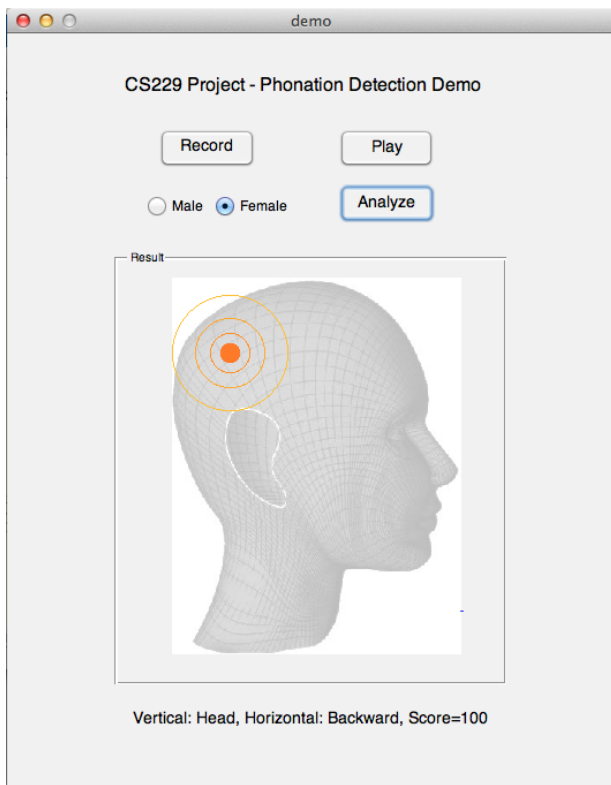 demo
CS229 Project - Phonation Detection Demo
Record
Play
Male
Female
Analyze
Result
Vertical: Head, Horizontal: Backward, Score=100